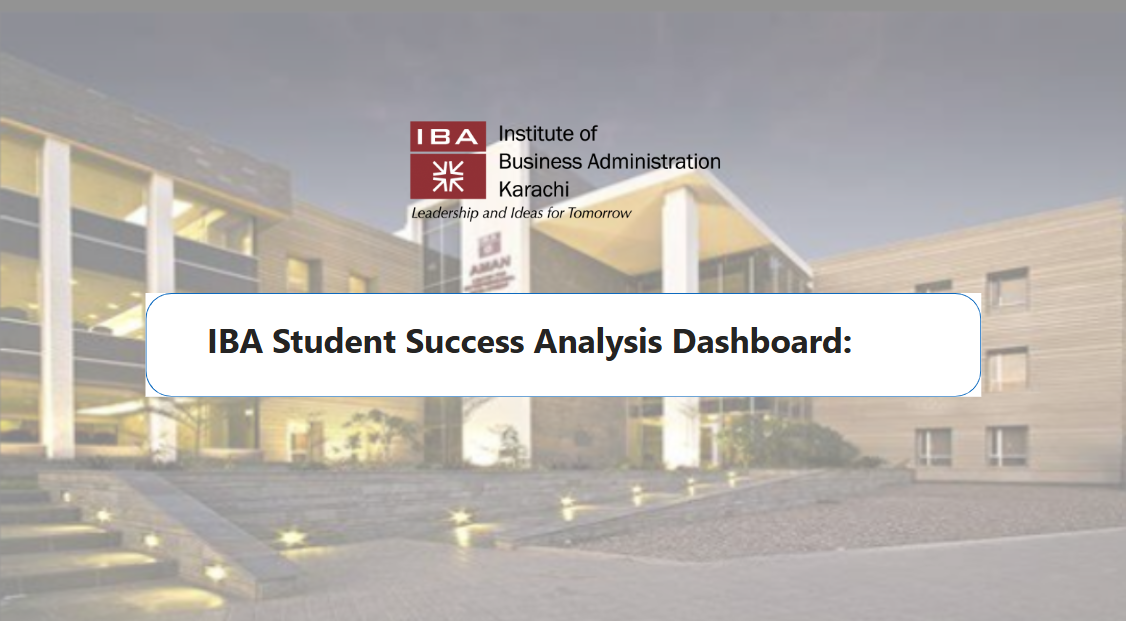 IBA
Institute of
Business Administration
Karachi
Leadership and Ideas for Tomorrow
AMAN
IBA Student Success Analysis Dashboard: